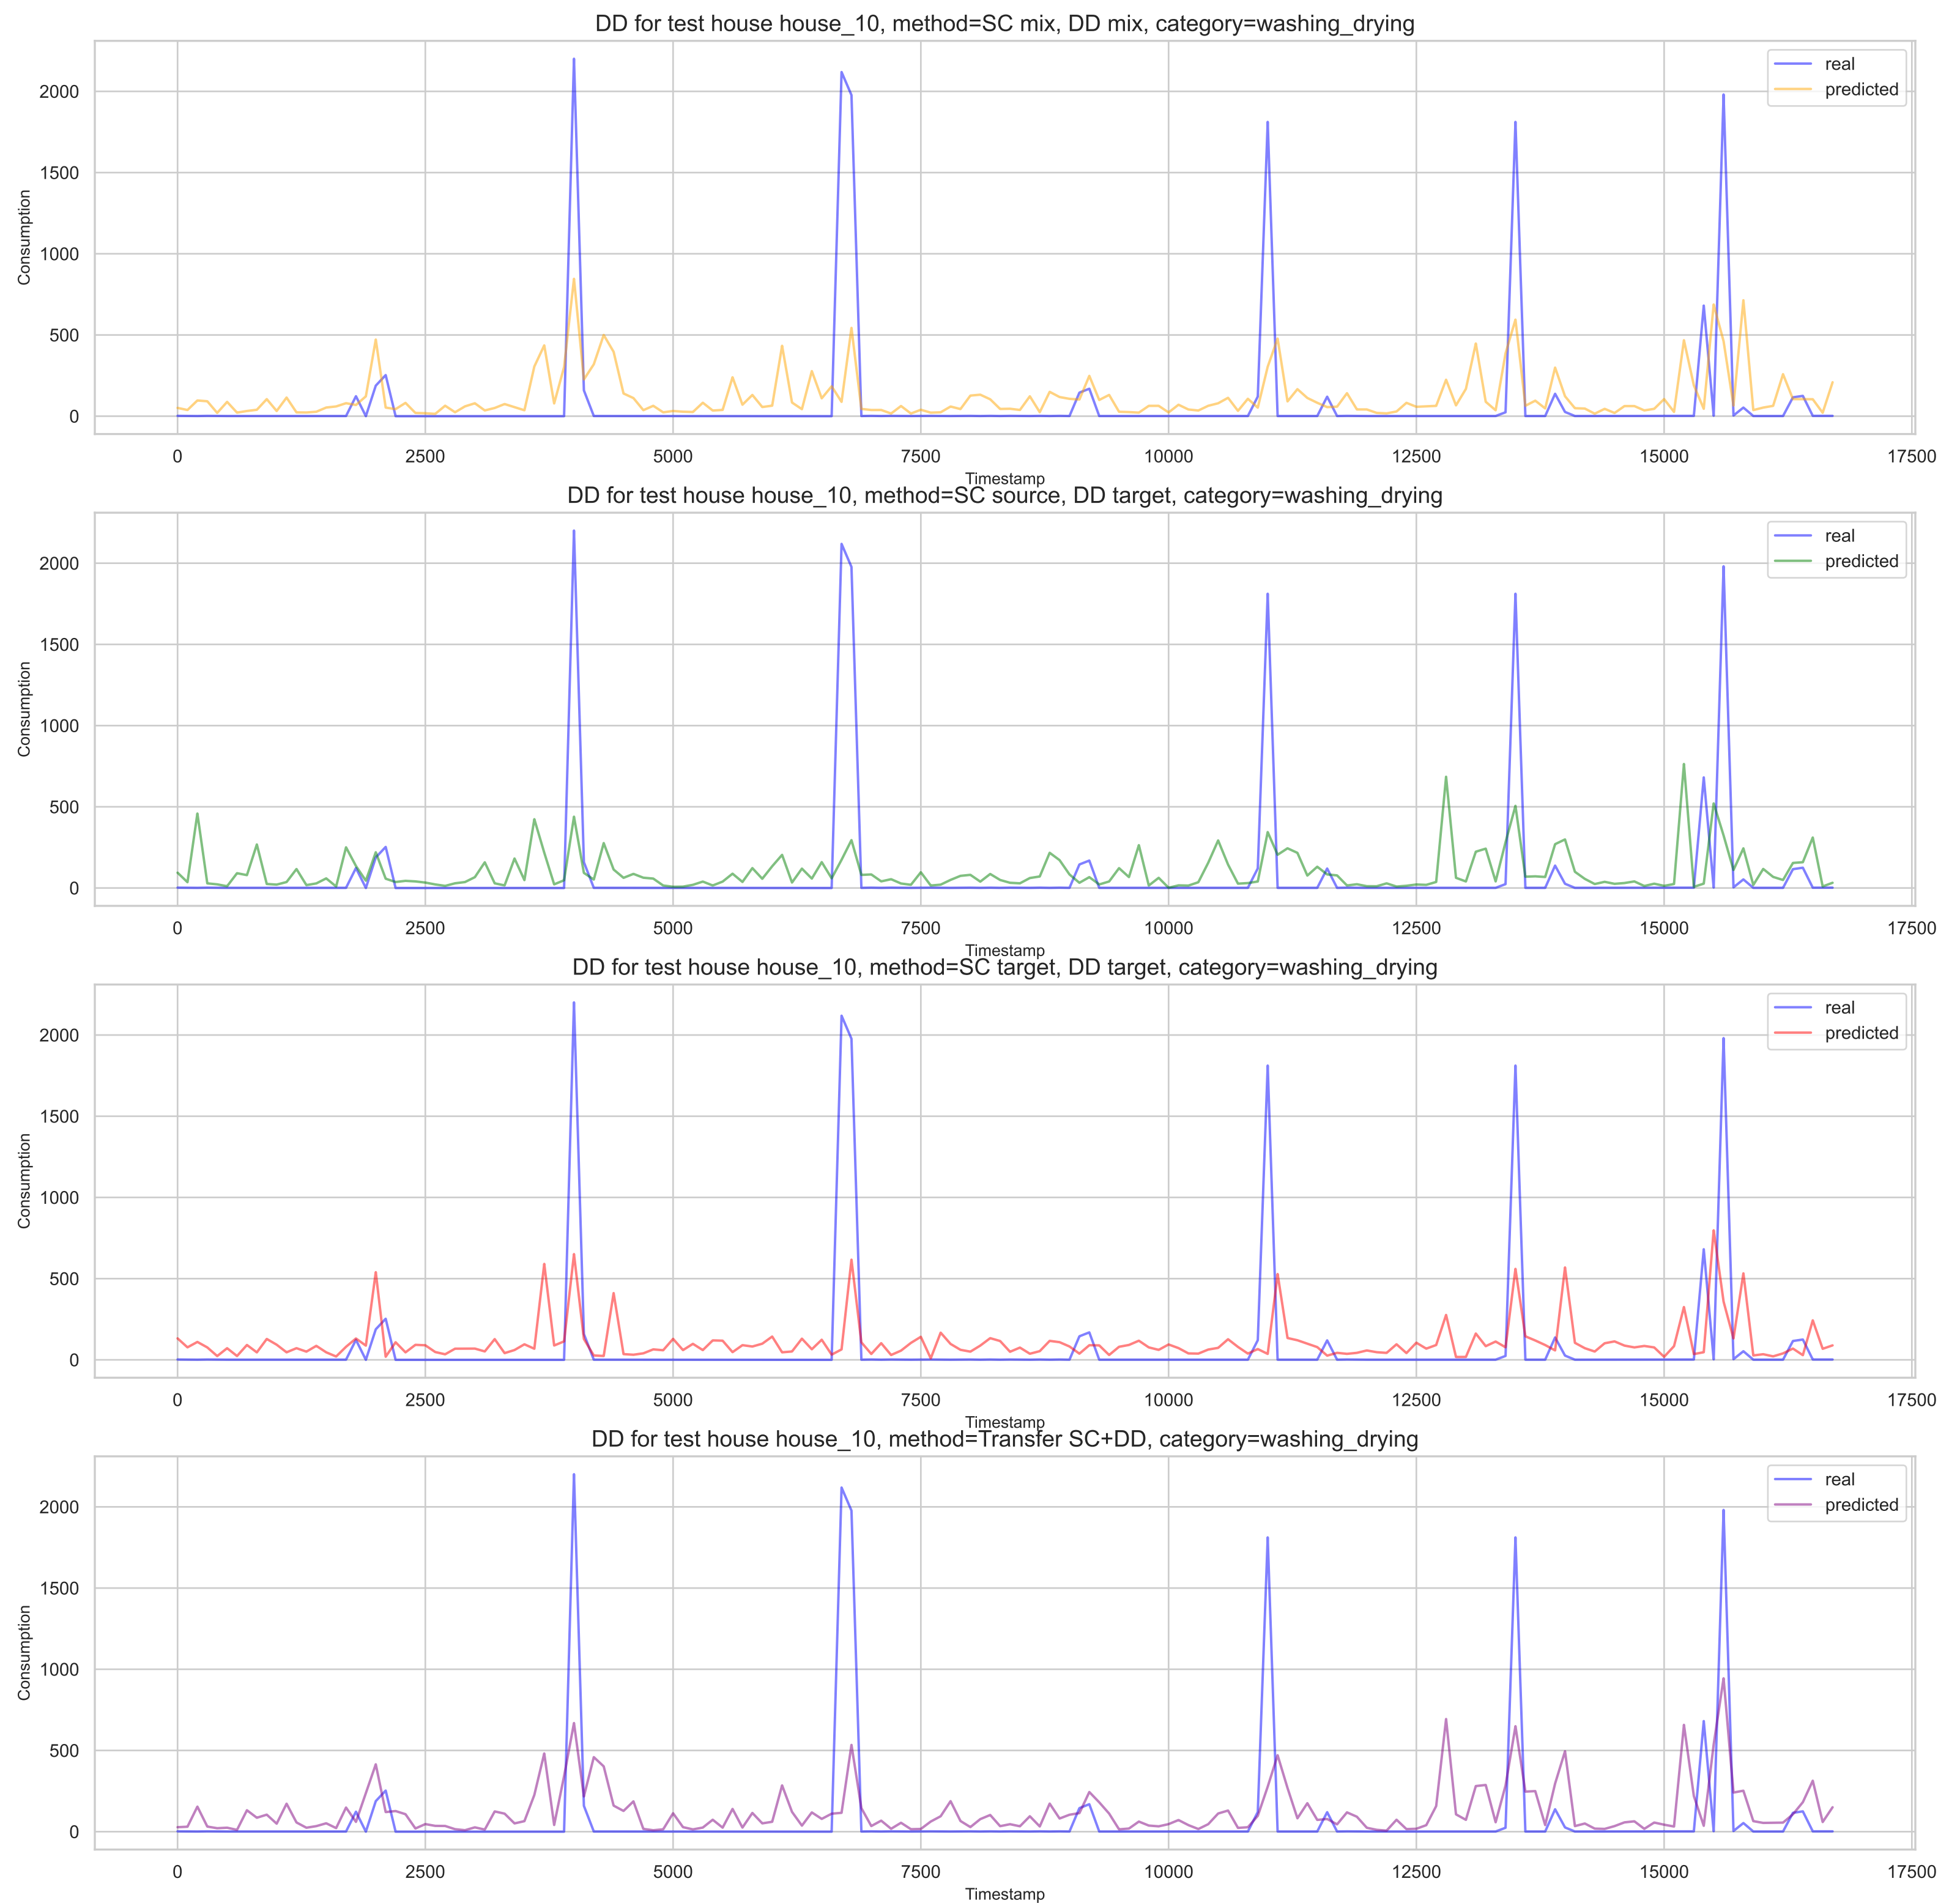 DD for test house house_10, method=SC mix, DD mix, category=washing_drying
real
predicted
Consumption
2000
1500
1000
500
0
0 2500 5000 7500 10000 12500 15000 17500
Timestamp
DD for test house house_10, method=SC source, DD target, category=washing_drying
real
predicted
Consumption
2000
1500
1000
500
0
0 2500 5000 7500 10000 12500 15000 17500
Timestamp
DD for test house house_10, method=SC target, DD target, category=washing_drying
real
predicted
Consumption
2000
1500
1000
500
0
0 2500 5000 7500 10000 12500 15000 17500
Timestamp
DD for test house house_10, method=Transfer SC+DD, category=washing_drying
real
predicted
Consumption
2000
1500
1000
500
0
0 2500 5000 7500 10000 12500 15000 17500
Timestamp